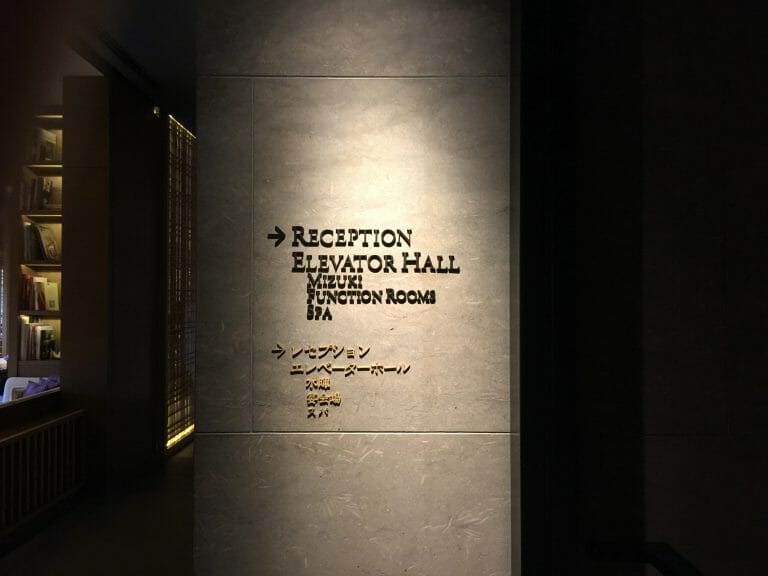 → RECEPTION
ELEVATOR HALL
MIZUKI
FUNCTION ROOMS
SPA
→ レセプション
エレベーターホール
水暉
宴会場
スパ